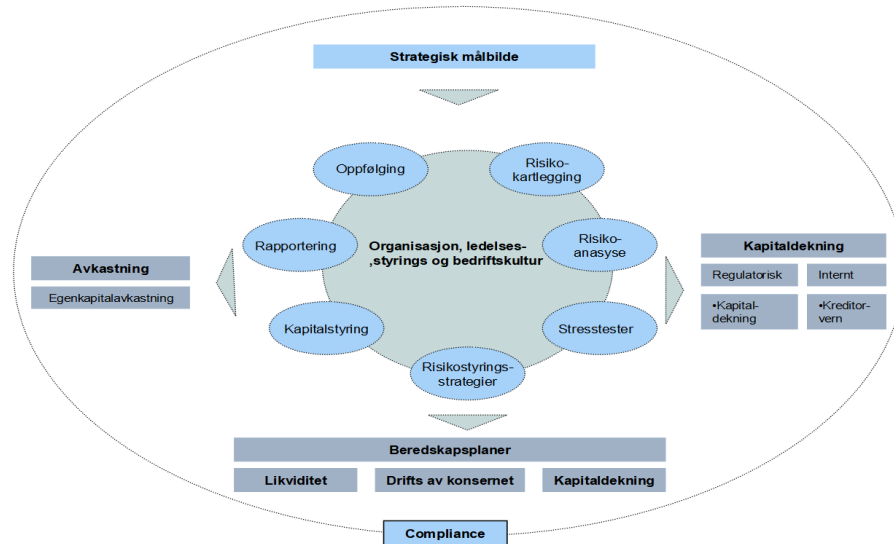 Strategisk målbilde
Oppfølging
Risiko-
kartlegging
Rapportering
Organisasjon, ledelses-
,styrings og bedriftskultur
Risiko-
analyse
Avkastning
Egenkapitalavkastning
Kapitaldekning
Regulatorisk
Internt
•Kapital-
dekning
•Kreditor-
vern
Kapitalstyring
Stresstester
Risikostyrings-
strategier
Beredskapsplaner
Likviditet
Drifts av konsernet
Kapitaldekning
Compliance